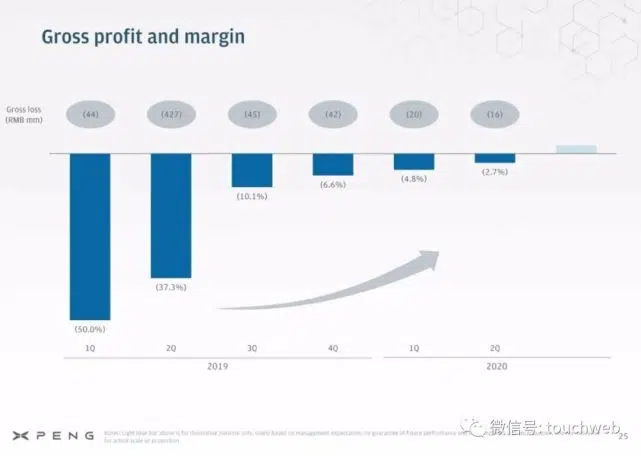 Gross profit and margin
Gross loss
(RMB mm)
(44)
(427)
(45)
(42)
(20)
(16)
(50.0%)
(37.3%)
(10.1%)
(6.6%)
(4.8%)
(2.7%)
1Q
2Q
3Q
4Q
1Q
2Q
2019
2020
XPENG
Notes: Light blue bar above is for illustrative purpose only, solely based on management expectation, no guarantee of future performance and
for actual scale or proportion
微信号: touchweb
25